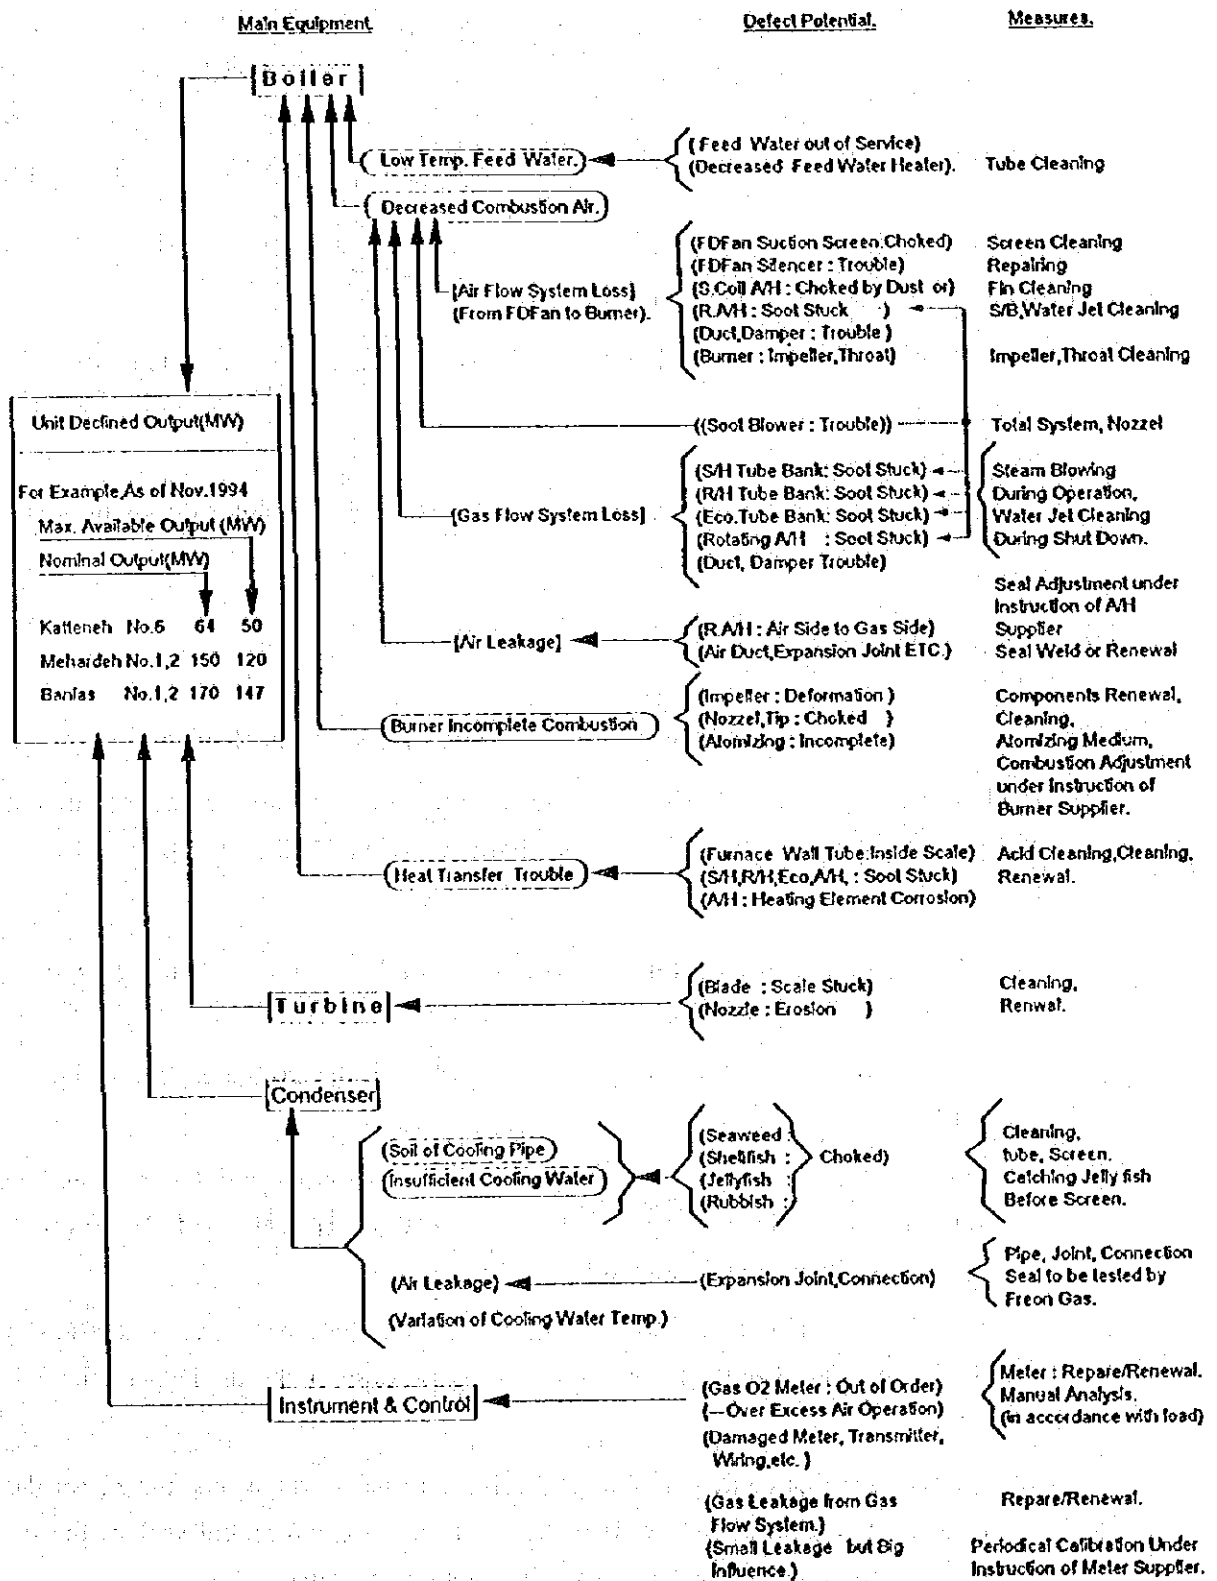 Main Equipment   Defect Potential.   Measures.
Boiler
(Feed Water out of Service)
(Low Temp. Feed Water.)   (Decreased Feed Water Heater).   Tube Cleaning
(Decreased Combustion Air.)
(FDFan Suction Screen:Choked)   Screen Cleaning
(FDFan Silencer : Trouble)   Repairing
[Air Flow System Loss]   (S.Coil A/H : Choked by Dust or)   Fin Cleaning
(From FDFan to Burner).   (R.A/H : Soot Stuck )   S/B,Water Jet Cleaning
(Duct,Damper : Trouble )
(Burner : Impeller,Throat)   Impeller,Throat Cleaning
Unit Declined Output(MW)   ((Soot Blower : Trouble))   Total System, Nozzel
(S/H Tube Bank: Soot Stuck)   Steam Blowing
For Example,As of Nov.1994   (R/H Tube Bank: Soot Stuck)   During Operation,
Max. Available Output (MW)   [Gas Flow System Loss]   (Eco.Tube Bank: Soot Stuck)   Water Jet Cleaning
(Rotating A/H : Soot Stuck)   During Shut Down.
Nominal Output(MW)   (Duct, Damper Trouble)
Seal Adjustment under
Instruction of A/H
Katteneh No.6 64 50   (R.A/H : Air Side to Gas Side)   Supplier
Mehardeh No.1,2 150 120   [Air Leakage]   (Air Duct,Expansion Joint ETC.)   Seal Weld or Renewal
Banias No.1,2 170 147   (Impeller : Deformation )   Components Renewal,
(Burner Incomplete Combustion )   (Nozzel,Tip : Choked )   Cleaning,
(Atomizing : Incomplete)   Atomizing Medium,
Combustion Adjustment
under Instruction of
Burner Supplier.
(Furnace Wall Tube:Inside Scale)   Acid Cleaning,Cleaning,
(Heat Transfer Trouble )   (S/H,R/H,Eco,A/H, : Soot Stuck)   Renewal.
(A/H : Heating Element Corrosion)
(Blade : Scale Stuck)   Cleaning,
Turbine   (Nozzle : Erosion )   Renwal.
Condenser
(Seaweed :   Cleaning,
(Soil of Cooling Pipe)   (Shellfish : Choked)   tube, Screen.
(Insufficient Cooling Water)   (Jellyfish :   Catching Jelly fish
(Rubbish :   Before Screen.
Pipe, Joint, Connection
(Air Leakage)   (Expansion Joint,Connection)   Seal to be tested by
Freon Gas.
(Variation of Cooling Water Temp.)
Meter : Repare/Renewal.
(Gas O2 Meter : Out of Order)   Manual Analysis.
Instrument & Control   (---Over Excess Air Operation)   (in accordance with load)
(Damaged Meter, Transmitter,
Wiring,etc. )
(Gas Leakage from Gas   Repare/Renewal.
Flow System.)
(Small Leakage but Big   Periodical Calibration Under
Influence.)   Instruction of Meter Supplier.